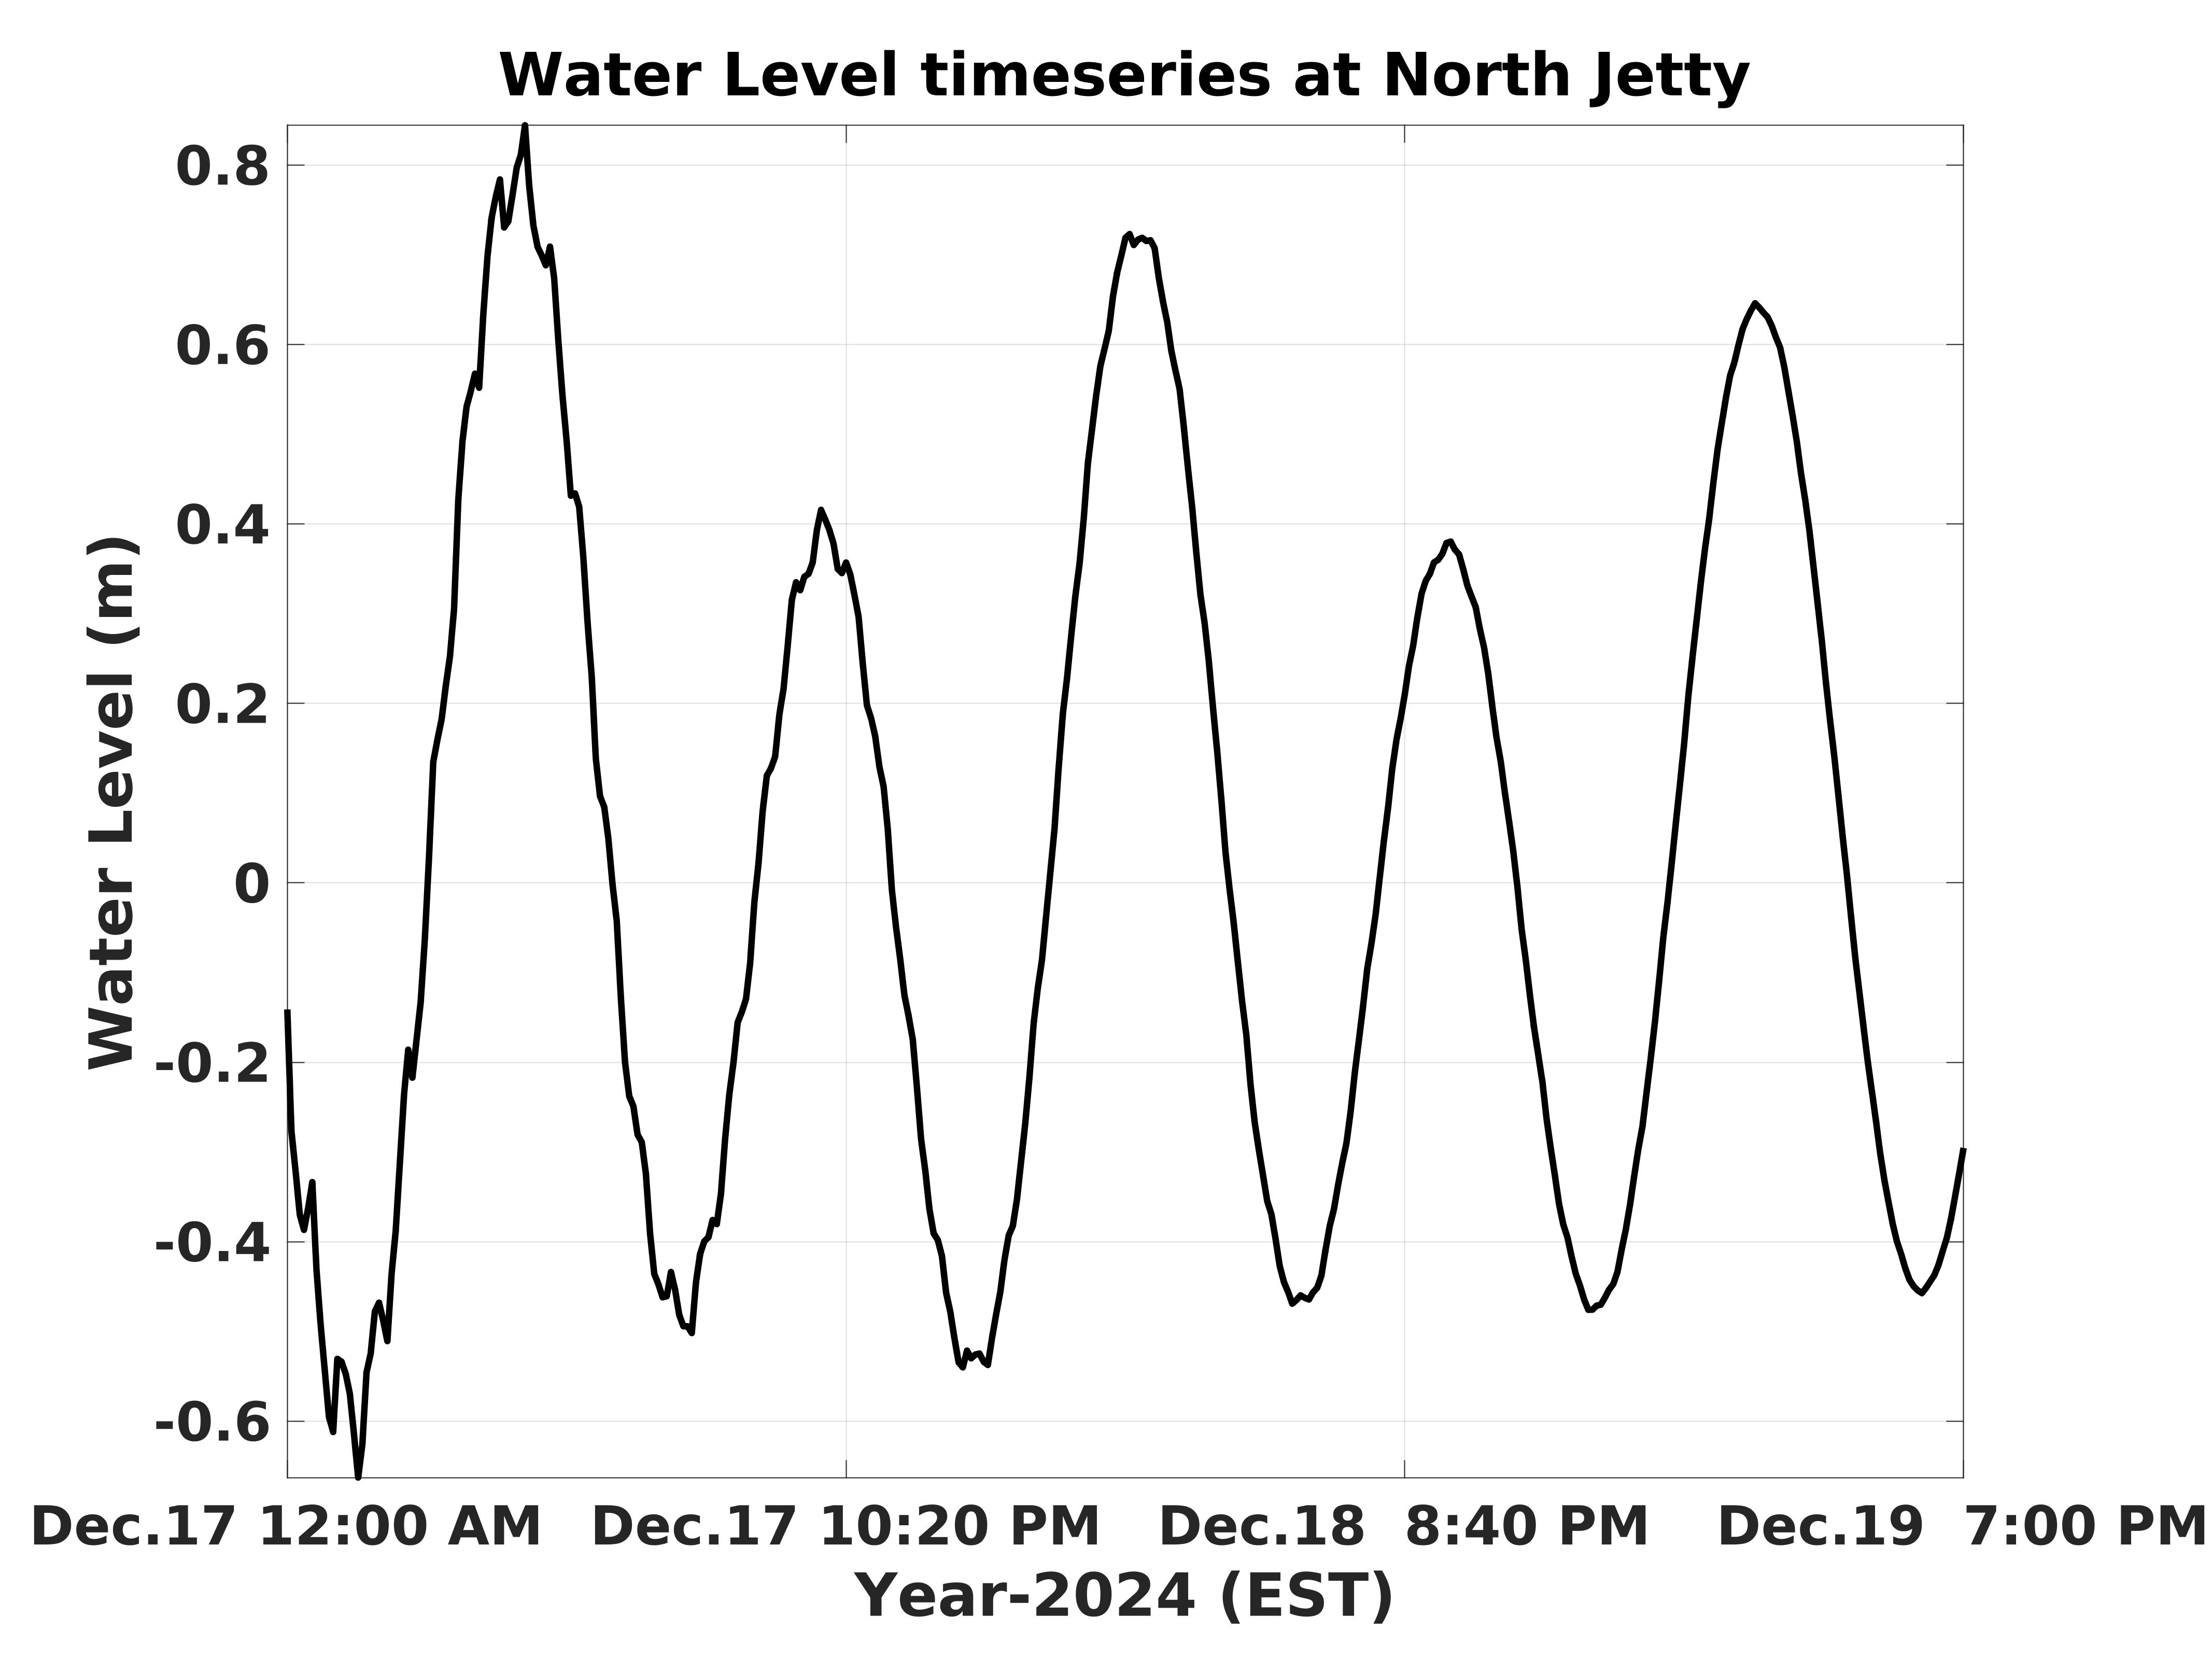 Water Level timeseries at North Jetty
Water Level (m)
0.8
0.6
0.4
0.2
0
-0.2
-0.4
-0.6
Dec.17 12:00 AM Dec.17 10:20 PM Dec.18 8:40 PM Dec.19 7:00 PM
Year-2024 (EST)